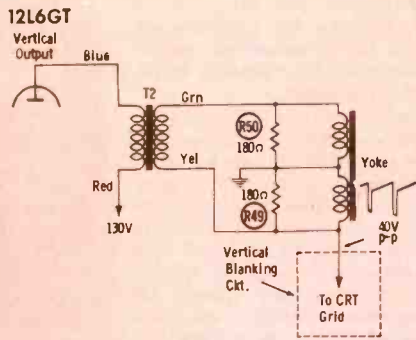 12L6GT
Vertical
Output
Blue
T2
Grn
R50
180Ω
Yoke
Yel
Red
180Ω
R49
130V
40V
P-P
Vertical
Blanking
Ckt.
To CRT
Grid